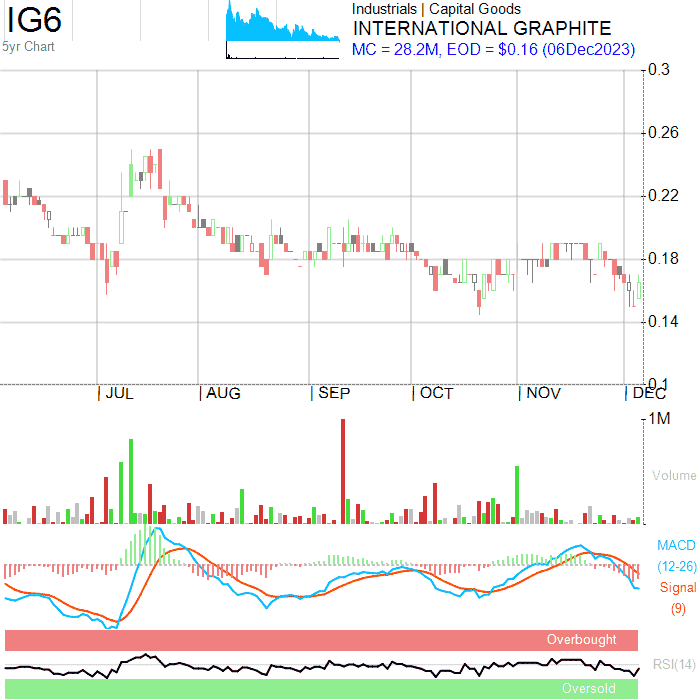 IG6
5yr Chart
Industrials | Capital Goods
INTERNATIONAL GRAPHITE
MC = 28.2M, EOD = $0.16 (06Dec2023)
0.3
0.26
0.22
0.18
0.14
0.1
| JUL | AUG | SEP | OCT | NOV | DEC
1M
Volume
MACD
(12-26)
Signal
(9)
Overbought
RSI(14)
Oversold